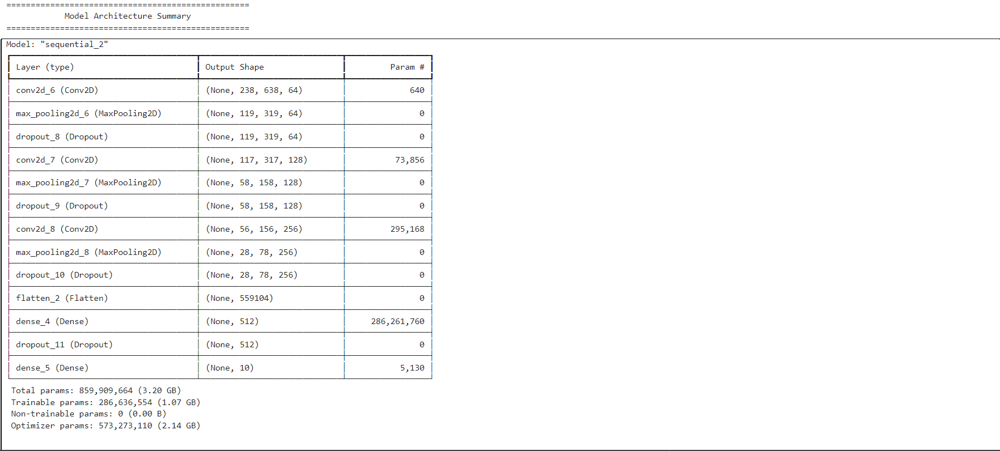 ==================================================
Model Architecture Summary
==================================================
Model: "sequential_2"
Layer (type) Output Shape Param #
conv2d_6 (Conv2D) (None, 238, 638, 64) 640
max_pooling2d_6 (MaxPooling2D) (None, 119, 319, 64) 0
dropout_8 (Dropout) (None, 119, 319, 64) 0
conv2d_7 (Conv2D) (None, 117, 317, 128) 73,856
max_pooling2d_7 (MaxPooling2D) (None, 58, 158, 128) 0
dropout_9 (Dropout) (None, 58, 158, 128) 0
conv2d_8 (Conv2D) (None, 56, 156, 256) 295,168
max_pooling2d_8 (MaxPooling2D) (None, 28, 78, 256) 0
dropout_10 (Dropout) (None, 28, 78, 256) 0
flatten_2 (Flatten) (None, 559104) 0
dense_4 (Dense) (None, 512) 286,261,760
dropout_11 (Dropout) (None, 512) 0
dense_5 (Dense) (None, 10) 5,130
Total params: 859,909,664 (3.20 GB)
Trainable params: 286,636,554 (1.07 GB)
Non-trainable params: 0 (0.00 B)
Optimizer params: 573,273,110 (2.14 GB)